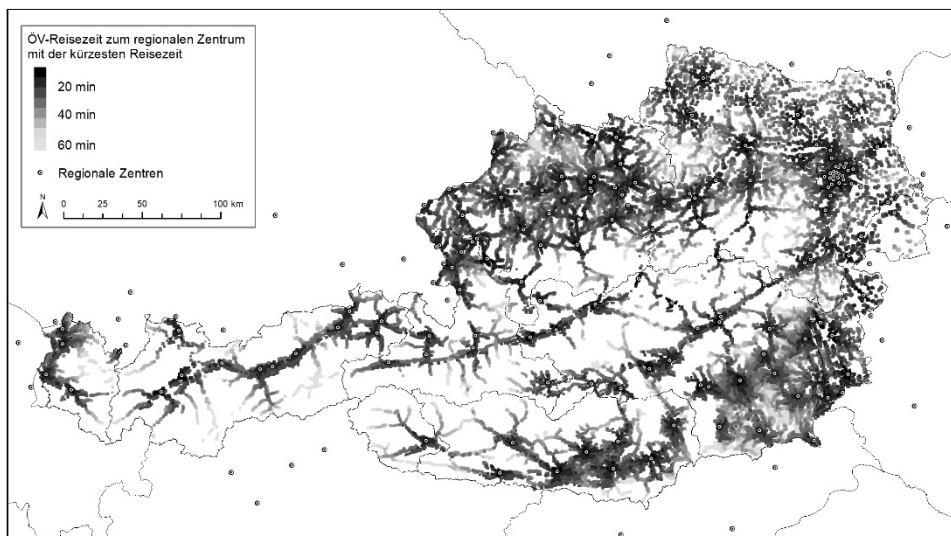 ÖV-Reisezeit zum regionalen Zentrum
mit der kürzesten Reisezeit
20 min
40 min
60 min
Regionale Zentren
N
0 25 50 100 km